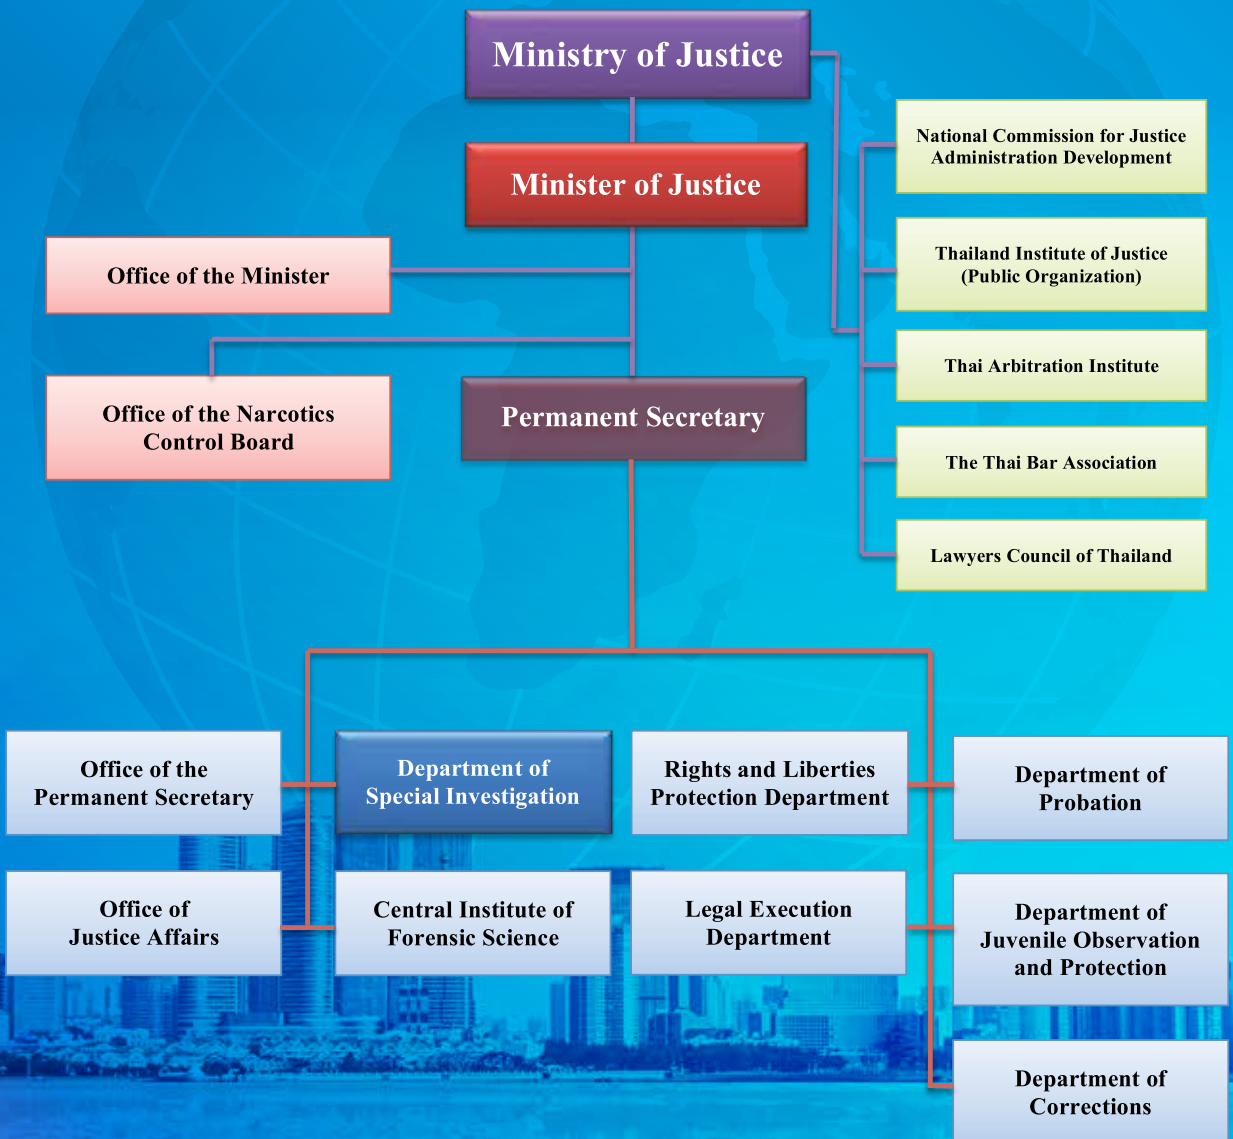 Ministry of Justice
Minister of Justice
Office of the Minister
Office of the Narcotics
Control Board
Permanent Secretary
National Commission for Justice
Administration Development
Thailand Institute of Justice
(Public Organization)
Thai Arbitration Institute
The Thai Bar Association
Lawyers Council of Thailand
Office of the
Permanent Secretary
Department of
Special Investigation
Rights and Liberties
Protection Department
Department of
Probation
Office of
Justice Affairs
Central Institute of
Forensic Science
Legal Execution
Department
Department of
Juvenile Observation
and Protection
Department of
Corrections